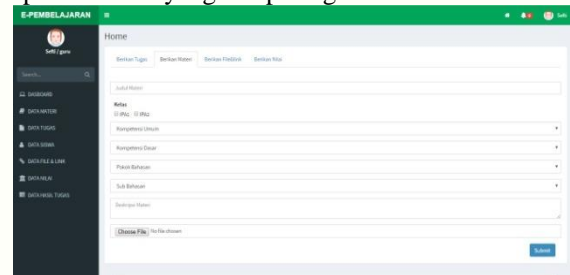 E-PEMBELAJARAN
Sefti
Sefti / guru
Home
Berikan Tugas
Berikan Materi
Berikan File&link
Berikan Nilai
Search...
Judul Materi
Kelas
IPA1
IPA2
DASBOARD
DATA MATERI
DATA TUGAS
DATA SISWA
DATA FILE & LINK
DATA NILAI
DATA HASIL TUGAS
Kompetensi Umum
Kompetensi Dasar
Pokok Bahasan
Sub Bahasan
Deskripsi Materi
Choose File No file chosen
Submit